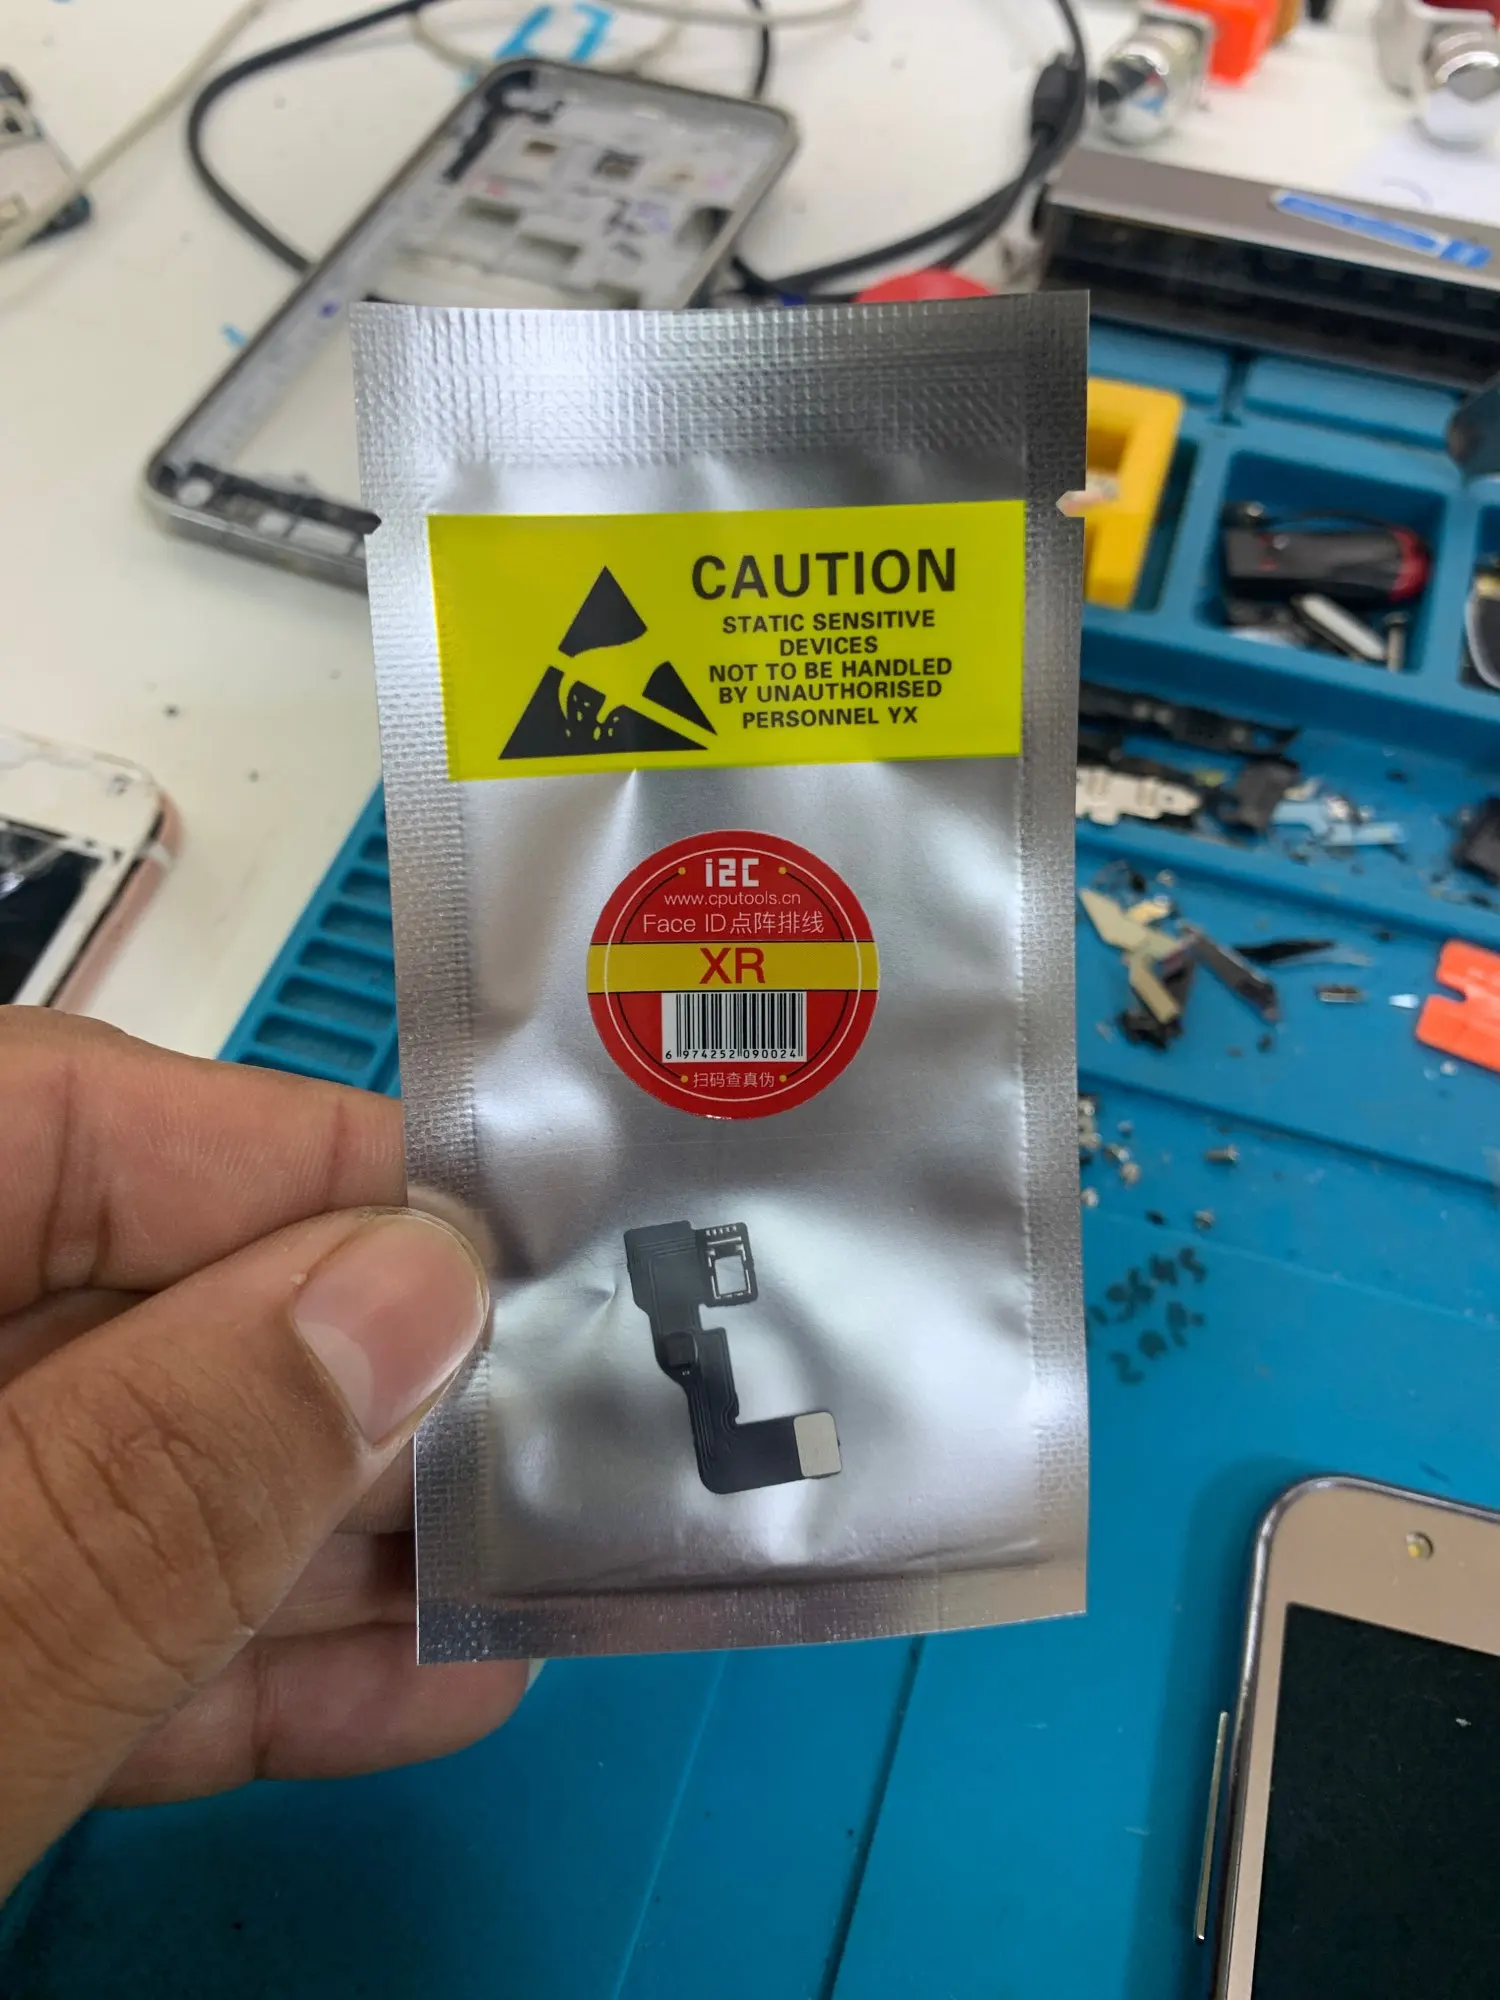 CAUTION
STATIC SENSITIVE
DEVICES
NOT TO BE HANDLED
BY UNAUTHORISED
PERSONNEL YX
i2C
www.cputools.cn
Face ID点阵排线
XR
6 974252 090024
扫码查真伪